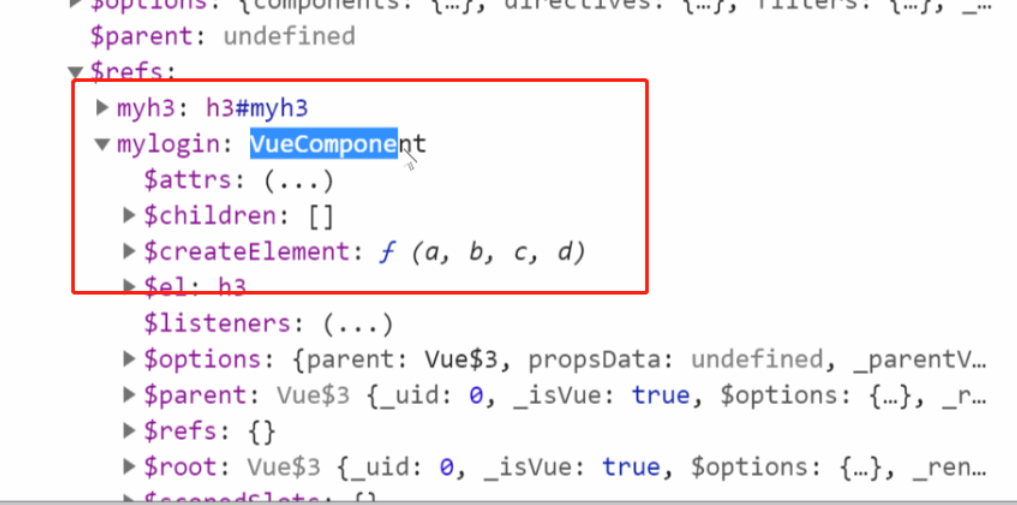 $options: {components: {…}, directives: {…}, filters: {…}, _…
$parent: undefined
$refs:
myh3: h3#myh3
mylogin: VueComponent
$attrs: (...)
$children: []
$createElement: ƒ (a, b, c, d)
$el: h3
$listeners: (...)
$options: {parent: Vue$3, propsData: undefined, _parentV…
$parent: Vue$3 {_uid: 0, _isVue: true, $options: {…}, _r…
$refs: {}
$root: Vue$3 {_uid: 0, _isVue: true, $options: {…}, _ren…
$scopedSlots: {}